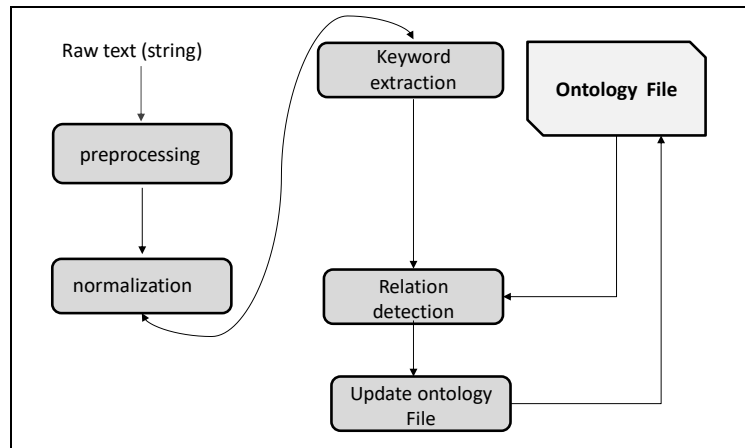 Raw text (string)
preprocessing
normalization
Keyword
extraction
Relation
detection
Update ontology
File
Ontology File